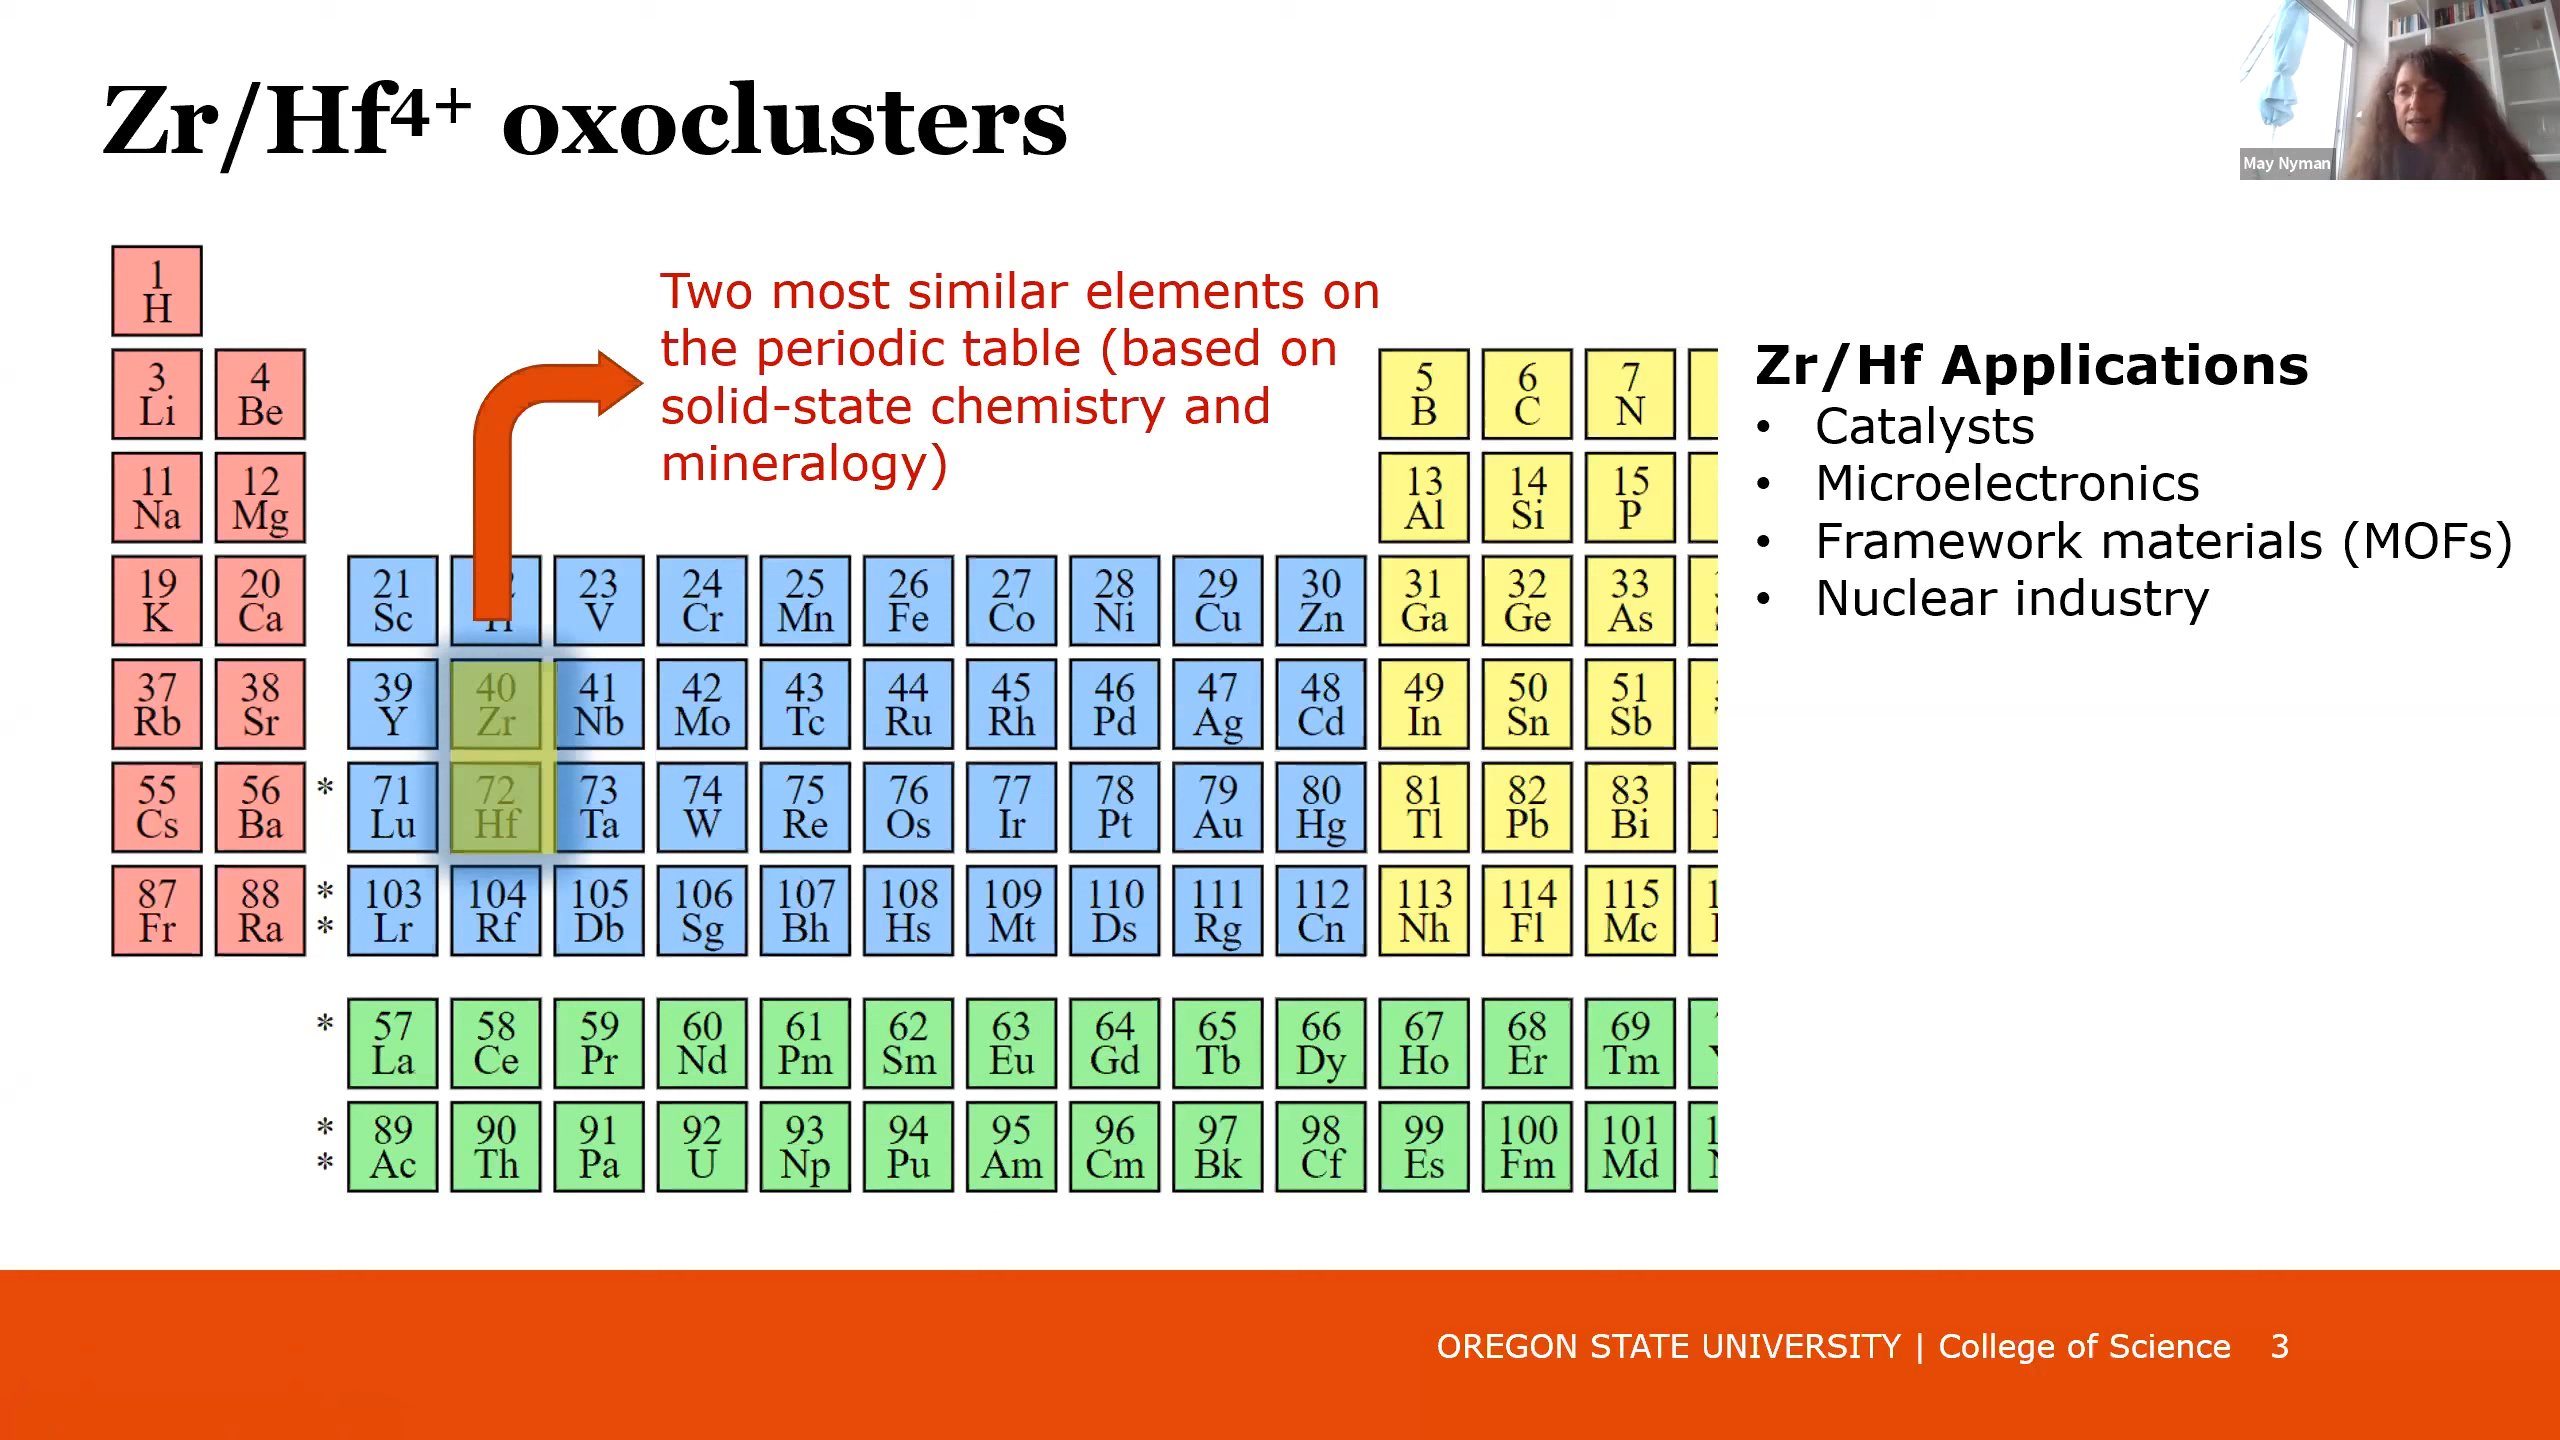 Zr/Hf⁴⁺ oxoclusters
May Nyman
Two most similar elements on
the periodic table (based on
solid-state chemistry and
mineralogy)
Zr/Hf Applications
• Catalysts
• Microelectronics
• Framework materials (MOFs)
• Nuclear industry
1
H
3 4 5 6 7
Li Be B C N
11 12 13 14 15
Na Mg Al Si P
19 20 21 23 24 25 26 27 28 29 30 31 32 33
K Ca Sc V Cr Mn Fe Co Ni Cu Zn Ga Ge As
37 38 39 40 41 42 43 44 45 46 47 48 49 50 51
Rb Sr Y Zr Nb Mo Tc Ru Rh Pd Ag Cd In Sn Sb
55 56 * 71 72 73 74 75 76 77 78 79 80 81 82 83
Cs Ba Lu Hf Ta W Re Os Ir Pt Au Hg Tl Pb Bi
87 88 * 103 104 105 106 107 108 109 110 111 112 113 114 115
Fr Ra * Lr Rf Db Sg Bh Hs Mt Ds Rg Cn Nh Fl Mc
* 57 58 59 60 61 62 63 64 65 66 67 68 69
La Ce Pr Nd Pm Sm Eu Gd Tb Dy Ho Er Tm
* 89 90 91 92 93 94 95 96 97 98 99 100 101
* Ac Th Pa U Np Pu Am Cm Bk Cf Es Fm Md
OREGON STATE UNIVERSITY | College of Science 3